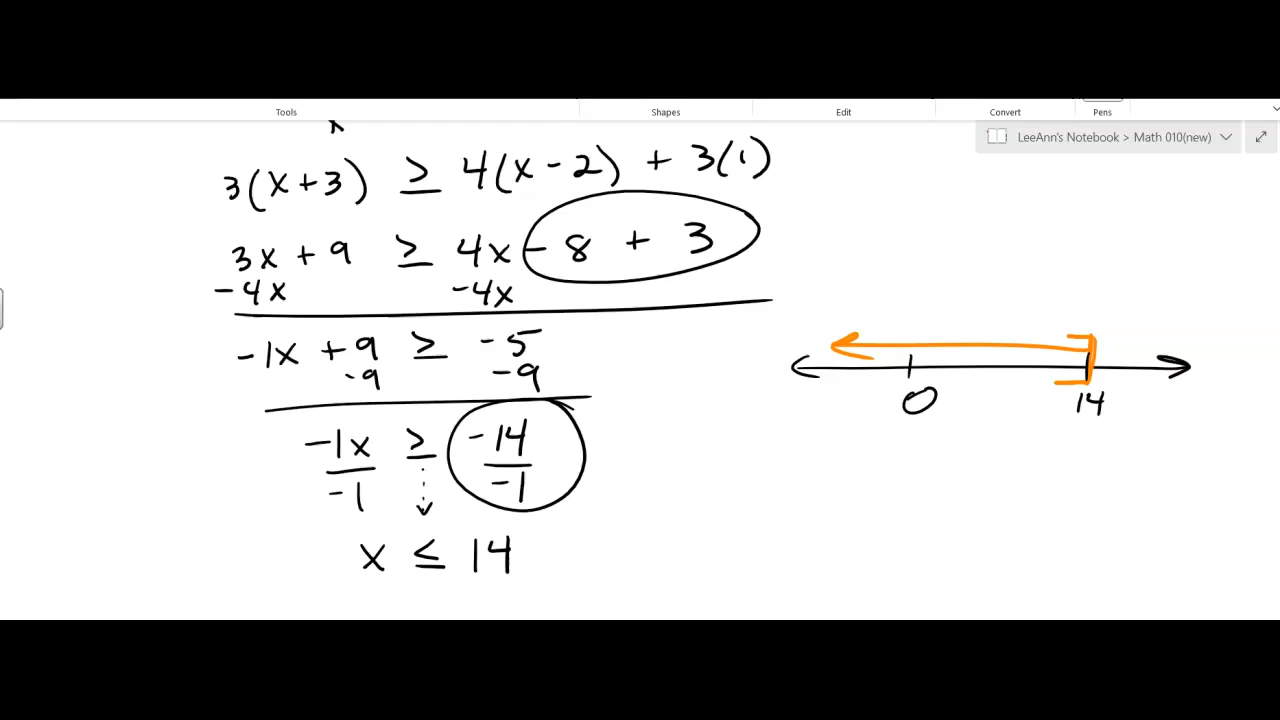 Tools Shapes Edit Convert Pens
LeeAnn's Notebook > Math 010(new)
3(x+3) ≥ 4(x-2) + 3(1)
3x + 9 ≥ 4x - 8 + 3
-4x -4x
-1x + 9 ≥ -5
-9 -9
-1x ≥ -14
-1 -1
x ≤ 14
0 14